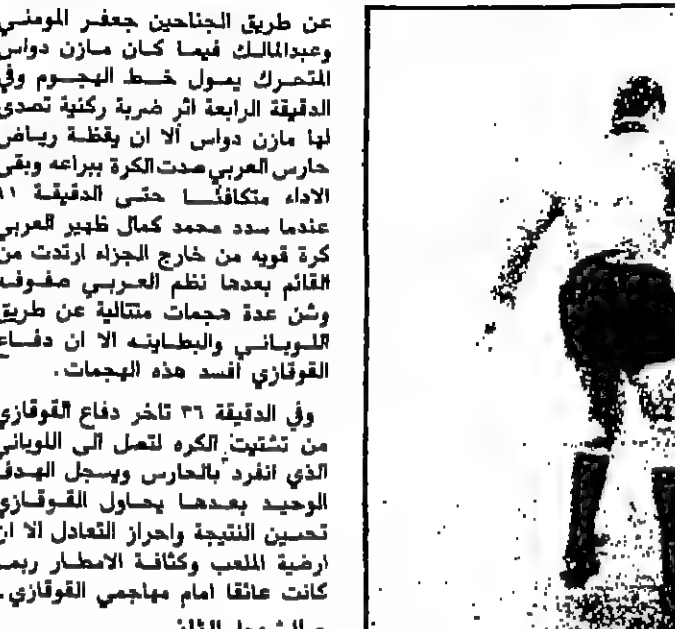 عن طريق الجناحين جعفر المومني
وعبدالمالك فيما كان مازن دواس
المتحرك يمول خط الهجوم وفي
الدقيقة الرابعة اثر ضربة ركنية تصدى
لها مازن دواس ألا ان يقظة رياض
حارس العربي صدت الكرة ببراعه وبقي
الاداء متكافئا حتى الدقيقة
عندما سدد محمد كمال ظهير العربي
كرة قويه من خارج الجزاء ارتدت من
القائم بعدها نظم العربي صفوفه
وشن عدة هجمات متتالية عن طريق
اللوباني والبطاينه الا ان دفاع
القوقازي أفسد هذه الهجمات.
وفي الدقيقة ٣٦ تاخر دفاع القوقازي
من تشتيت الكره لتصل الى اللوباني
الذي انفرد بالحارس ويسجل الهدف
الوحيد بعدها يحاول القوقازي
تحسين النتيجة واحراز التعادل الا ان
ارضية الملعب وكثافة الامطار ربما
كانت عائقا امام مهاجمي القوقازي.